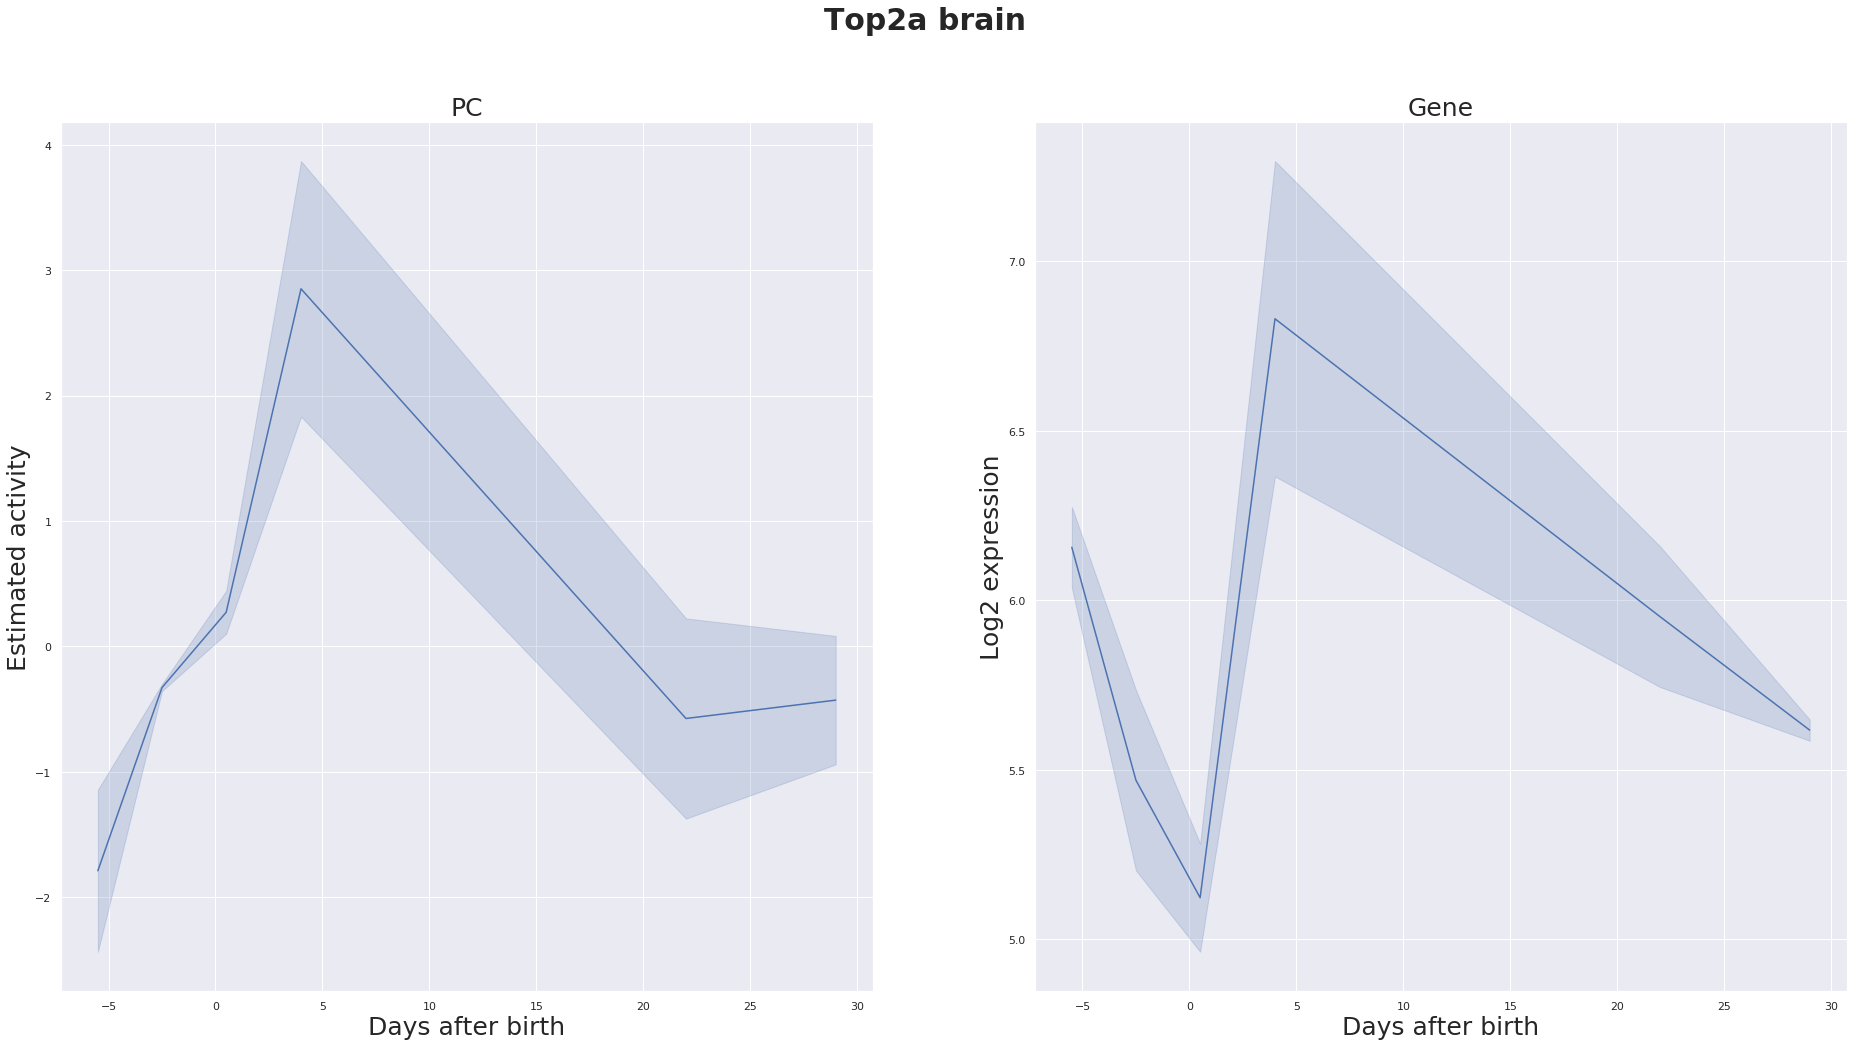 Top2a brain
PC
Estimated activity
4
3
2
1
0
−1
−2
−5 0 5 10 15 20 25 30
Days after birth
Gene
Log2 expression
7.0
6.5
6.0
5.5
5.0
−5 0 5 10 15 20 25 30
Days after birth